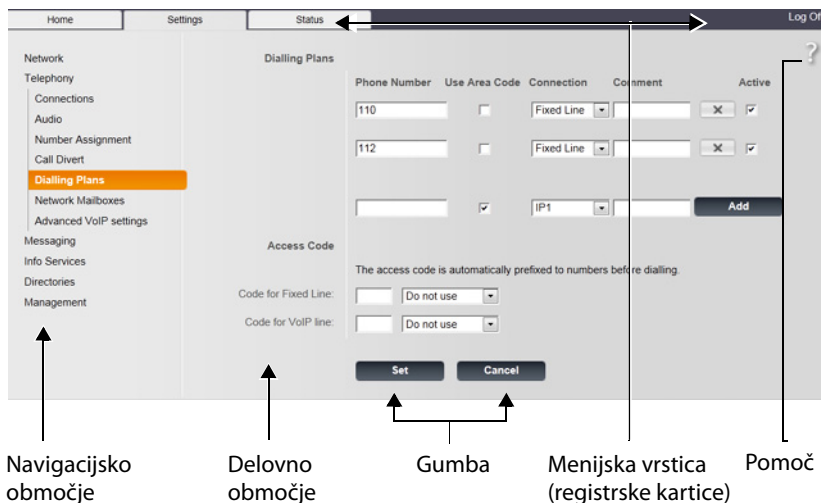 Home Settings Status Log Of
Network Dialling Plans ?
Telephony
Phone Number Use Area Code Connection Comment Active
Connections
110 Fixed Line
Audio
Number Assignment
112 Fixed Line
Call Divert
Dialling Plans
Network Mailboxes
IP1 Add
Advanced VoIP settings
Messaging
Access Code
Info Services
The access code is automatically prefixed to numbers before dialling.
Directories
Code for Fixed Line: Do not use
Management
Code for VoIP line: Do not use
Set Cancel
Navigacijsko območje
Delovno območje
Gumba
Menijska vrstica (registrske kartice)
Pomoč